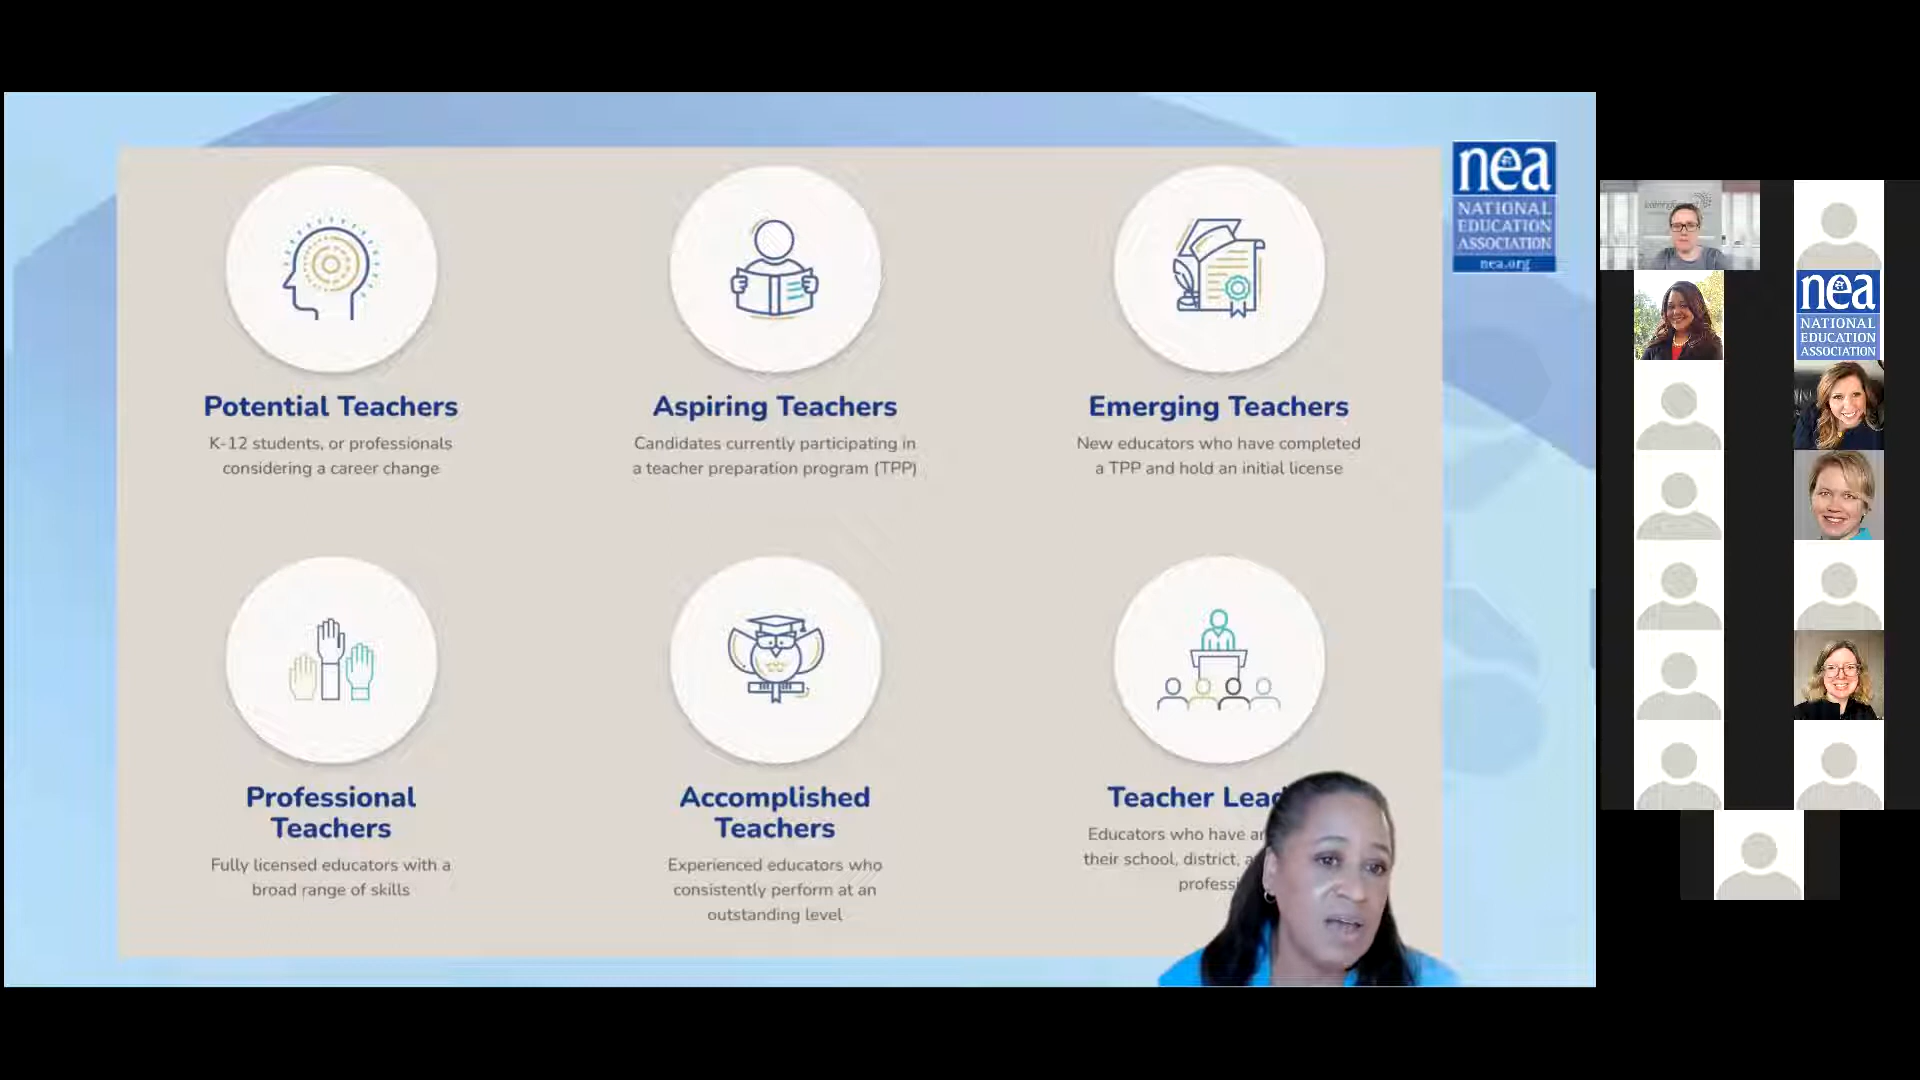 Potential Teachers
K-12 students, or professionals
considering a career change
Aspiring Teachers
Candidates currently participating in
a teacher preparation program (TPP)
Emerging Teachers
New educators who have completed
a TPP and hold an initial license
Professional
Teachers
Fully licensed educators with a
broad range of skills
Accomplished
Teachers
Experienced educators who
consistently perform at an
outstanding level
Teacher
Educators who have
their school, district,
nea
NATIONAL
EDUCATION
ASSOCIATION
nea.org
nea
NATIONAL
EDUCATION
ASSOCIATION